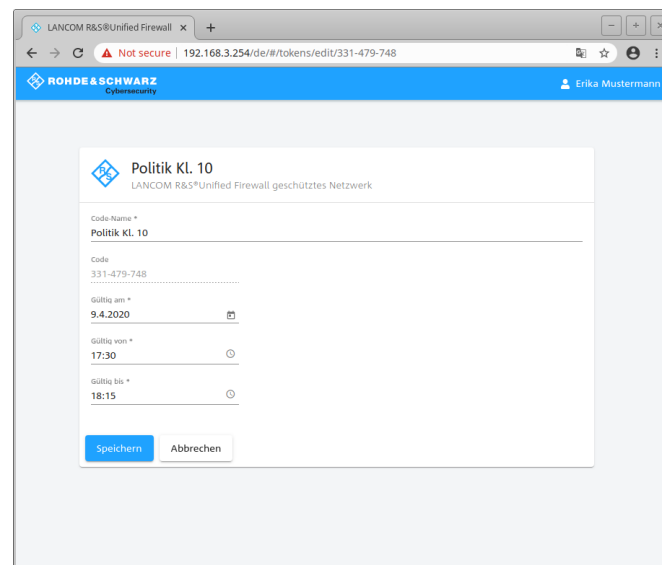 LANCOM R&S®Unified Firewall
Not secure | 192.168.3.254/de/#/tokens/edit/331-479-748
ROHDE&SCHWARZ
Cybersecurity
Erika Mustermann
R S
Politik Kl. 10
LANCOM R&S®Unified Firewall geschütztes Netzwerk
Code-Name *
Politik Kl. 10
Code
331-479-748
Gültig am *
9.4.2020
Gültig von *
17:30
Gültig bis *
18:15
Speichern Abbrechen